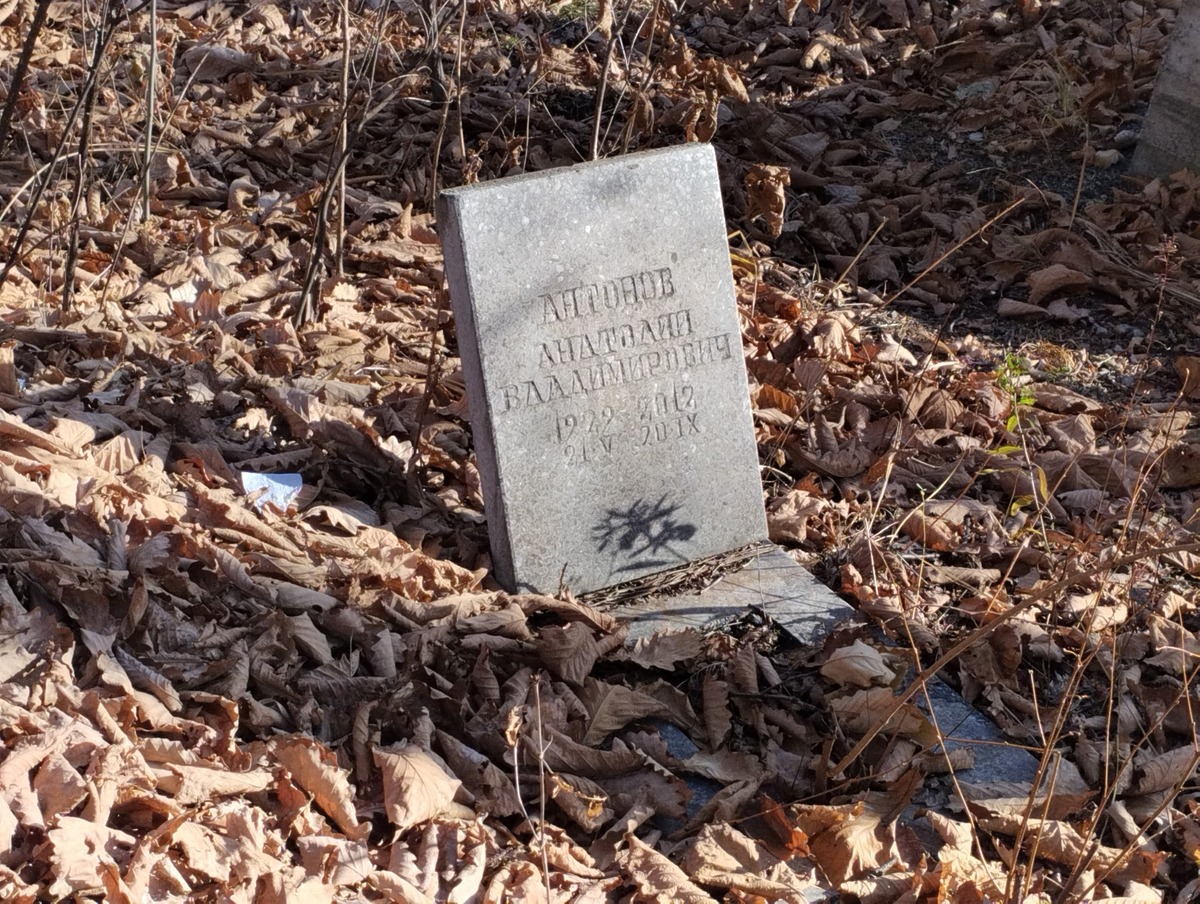 АНТОНОВ
АНАТОЛИЙ
ВЛАДИМИРОВИЧ
1922 2012
21·V 20·IX